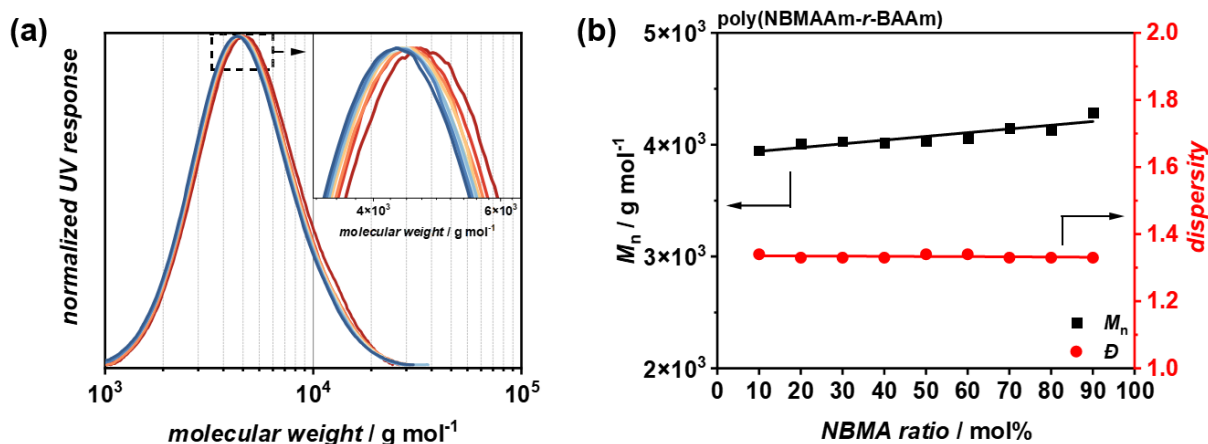 (a)
normalized UV response
4×10³
6×10³
molecular weight / g mol⁻¹
10³
10⁴
10⁵
molecular weight / g mol⁻¹
(b)
poly(NBMAAm-r-BAAm)
5×10³
4×10³
3×10³
2×10³
Mₙ / g mol⁻¹
2.0
1.8
1.6
1.4
1.2
1.0
dispersity
Mₙ
Đ
0 10 20 30 40 50 60 70 80 90 100
NBMA ratio / mol%